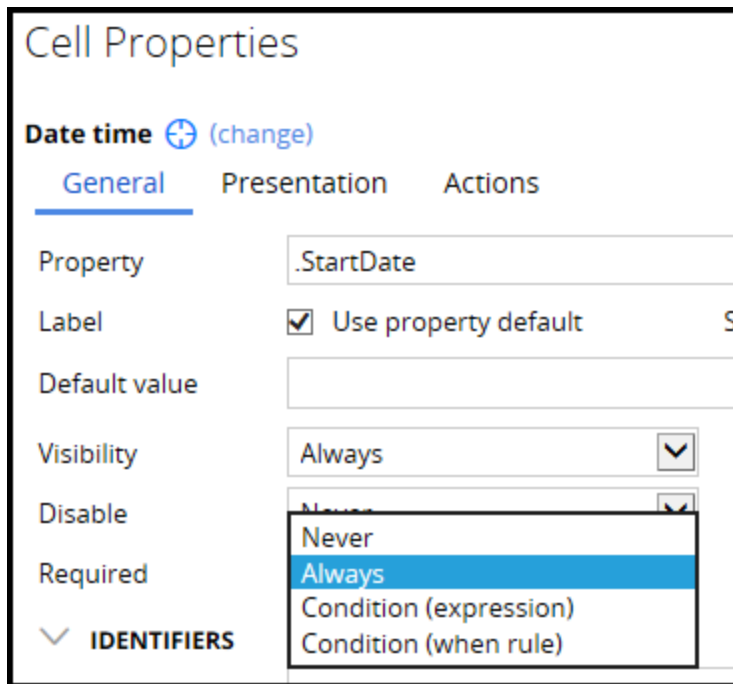 Cell Properties
Date time (change)
General Presentation Actions
Property .StartDate
Label Use property default S
Default value
Visibility Always
Disable Never
Never
Required Always
Condition (expression)
IDENTIFIERS Condition (when rule)